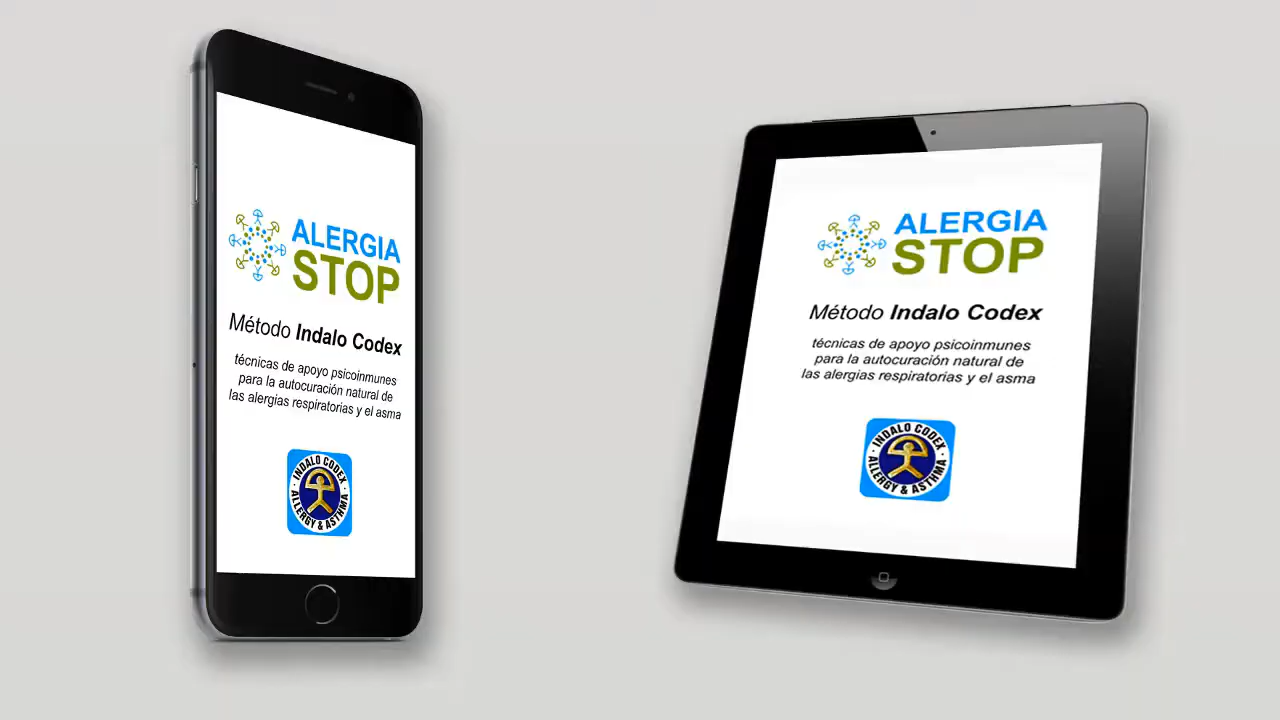 ALERGIA
STOP
Método Indalo Codex
técnicas de apoyo psicoinmunes
para la autocuración natural de
las alergias respiratorias y el asma
· INDALO CODEX ·
ALLERGY & ASTHMA
ALERGIA
STOP
Método Indalo Codex
técnicas de apoyo psicoinmunes
para la autocuración natural de
las alergias respiratorias y el asma
· INDALO CODEX ·
ALLERGY & ASTHMA